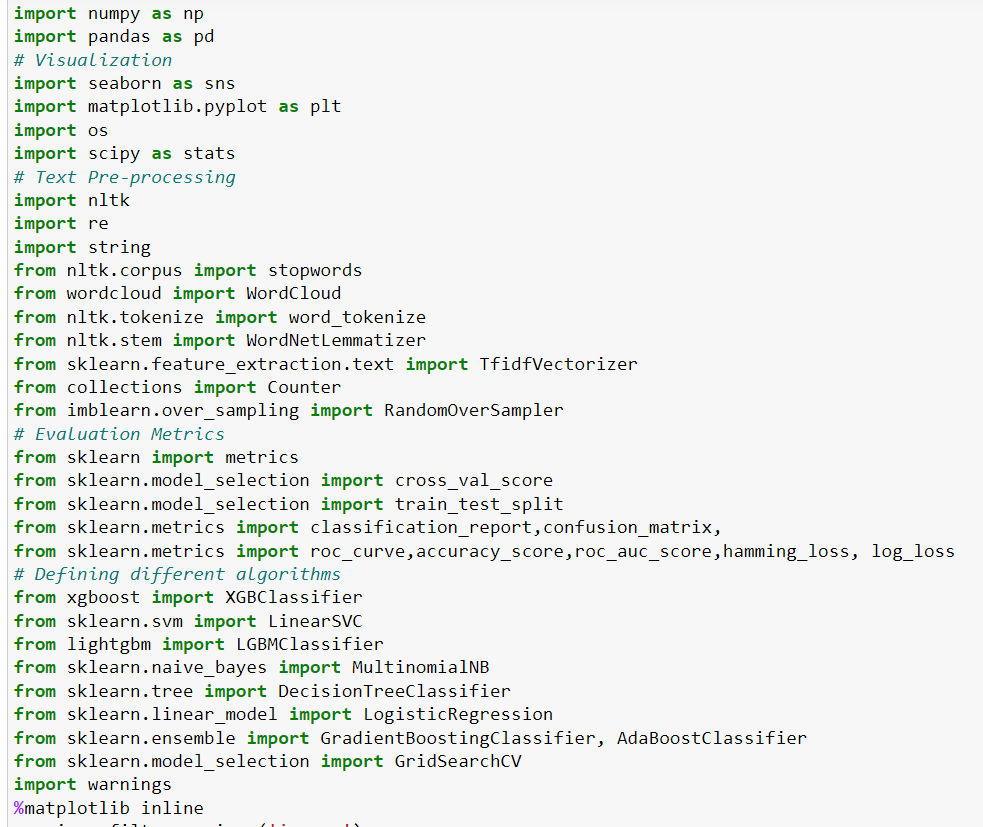 import numpy as np
import pandas as pd
# Visualization
import seaborn as sns
import matplotlib.pyplot as plt
import os
import scipy as stats
# Text Pre-processing
import nltk
import re
import string
from nltk.corpus import stopwords
from wordcloud import WordCloud
from nltk.tokenize import word_tokenize
from nltk.stem import WordNetLemmatizer
from sklearn.feature_extraction.text import TfidfVectorizer
from collections import Counter
from imblearn.over_sampling import RandomOverSampler
# Evaluation Metrics
from sklearn import metrics
from sklearn.model_selection import cross_val_score
from sklearn.model_selection import train_test_split
from sklearn.metrics import classification_report,confusion_matrix,
from sklearn.metrics import roc_curve,accuracy_score,roc_auc_score,hamming_loss, log_loss
# Defining different algorithms
from xgboost import XGBClassifier
from sklearn.svm import LinearSVC
from lightgbm import LGBMClassifier
from sklearn.naive_bayes import MultinomialNB
from sklearn.tree import DecisionTreeClassifier
from sklearn.linear_model import LogisticRegression
from sklearn.ensemble import GradientBoostingClassifier, AdaBoostClassifier
from sklearn.model_selection import GridSearchCV
import warnings
%matplotlib inline